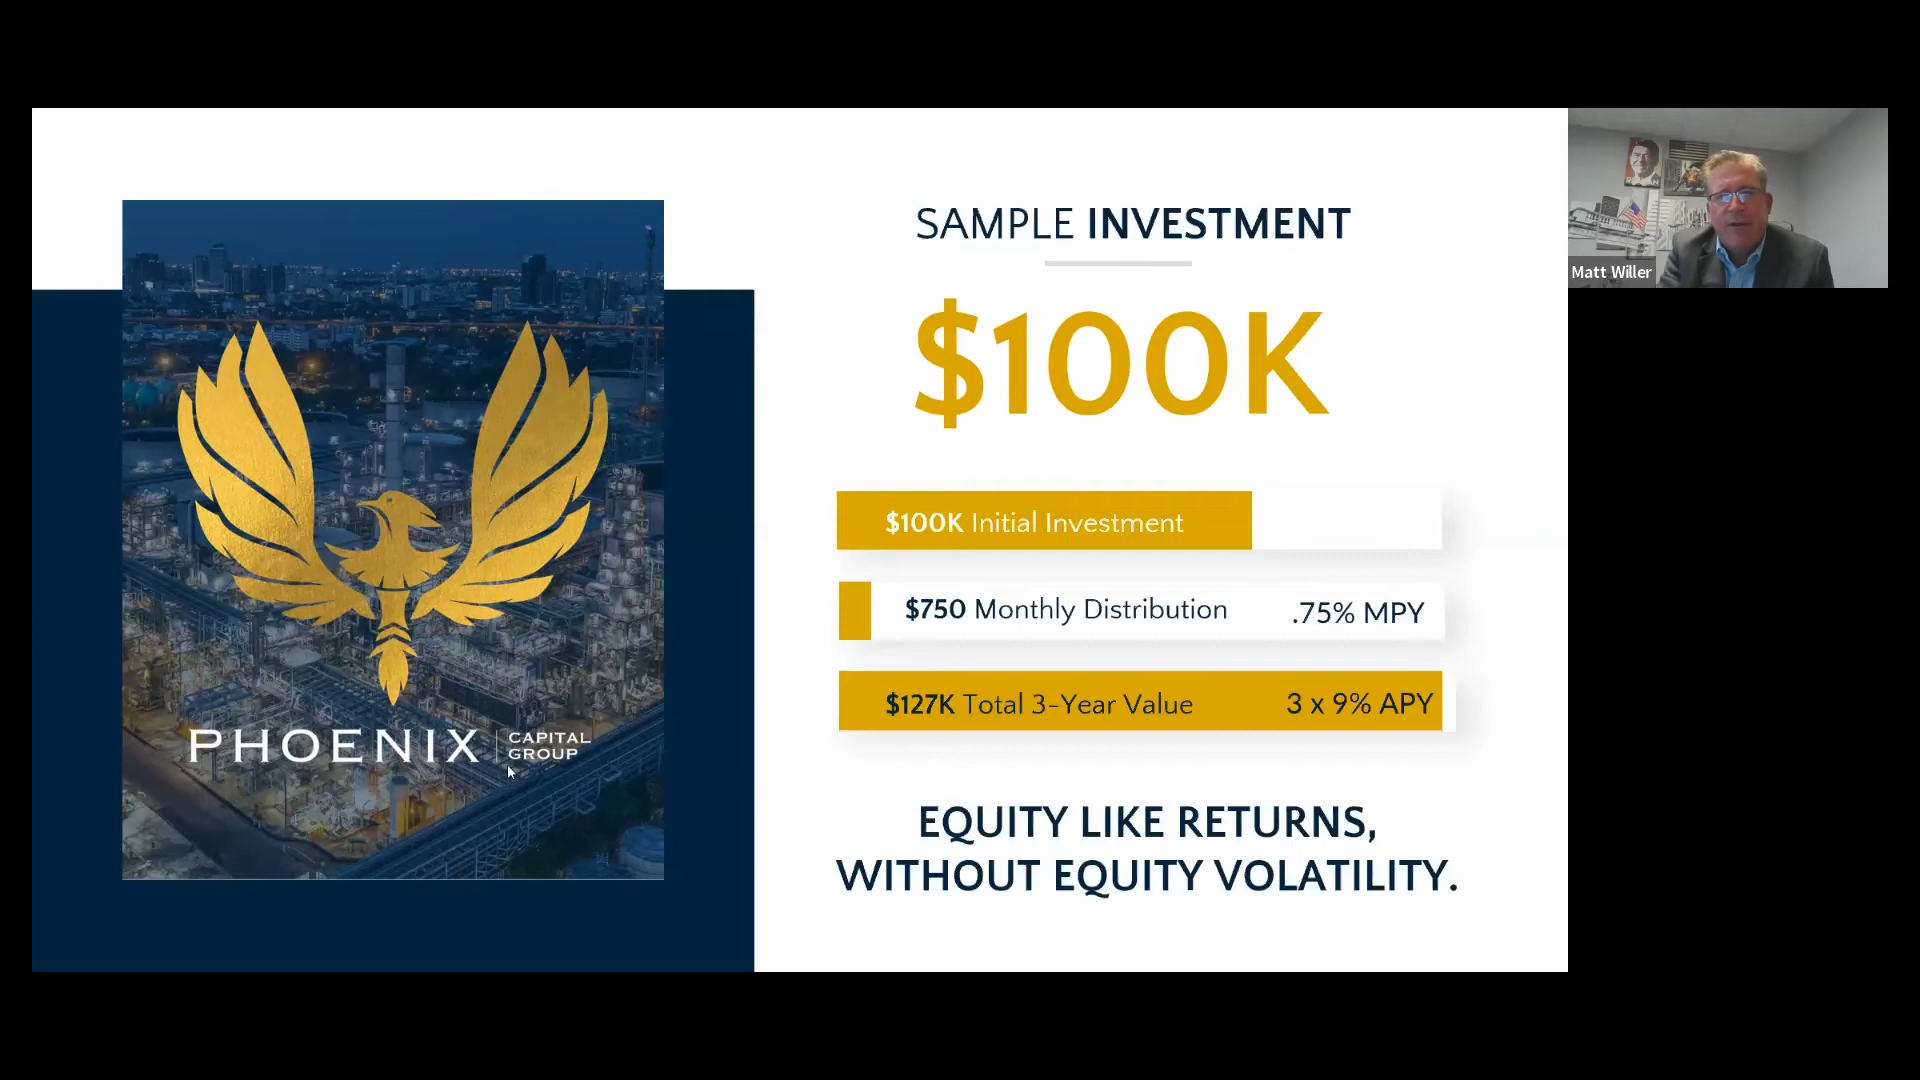 SAMPLE INVESTMENT
$100K
$100K Initial Investment
$750 Monthly Distribution .75% MPY
$127K Total 3-Year Value 3 x 9% APY
EQUITY LIKE RETURNS,
WITHOUT EQUITY VOLATILITY.
PHOENIX CAPITAL
GROUP
Matt Willer